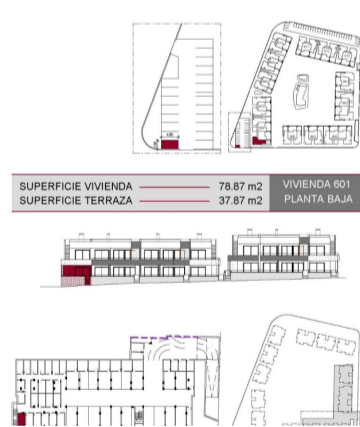 SUPERFICIE VIVIENDA 78.87 m2
SUPERFICIE TERRAZA 37.87 m2
VIVIENDA 601
PLANTA BAJA